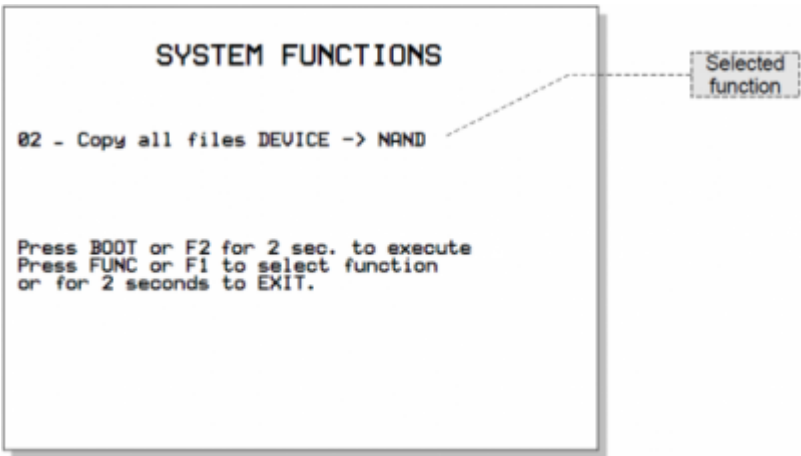 SYSTEM FUNCTIONS
Selected
function
02 - Copy all files DEVICE -> NAND
Press BOOT or F2 for 2 sec. to execute
Press FUNC or F1 to select function
or for 2 seconds to EXIT.